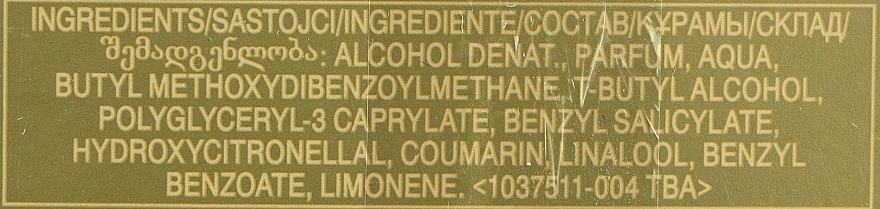 INGREDIENTS/SASTOJCI/INGREDIENTE/СОСТАВ/ҚҰРАМЫ/СКЛАД/
შემადგენლობა: ALCOHOL DENAT., PARFUM, AQUA,
BUTYL METHOXYDIBENZOYLMETHANE, T-BUTYL ALCOHOL,
POLYGLYCERYL-3 CAPRYLATE, BENZYL SALICYLATE,
HYDROXYCITRONELLAL, COUMARIN, LINALOOL, BENZYL
BENZOATE, LIMONENE. <1037511-004 TBA>